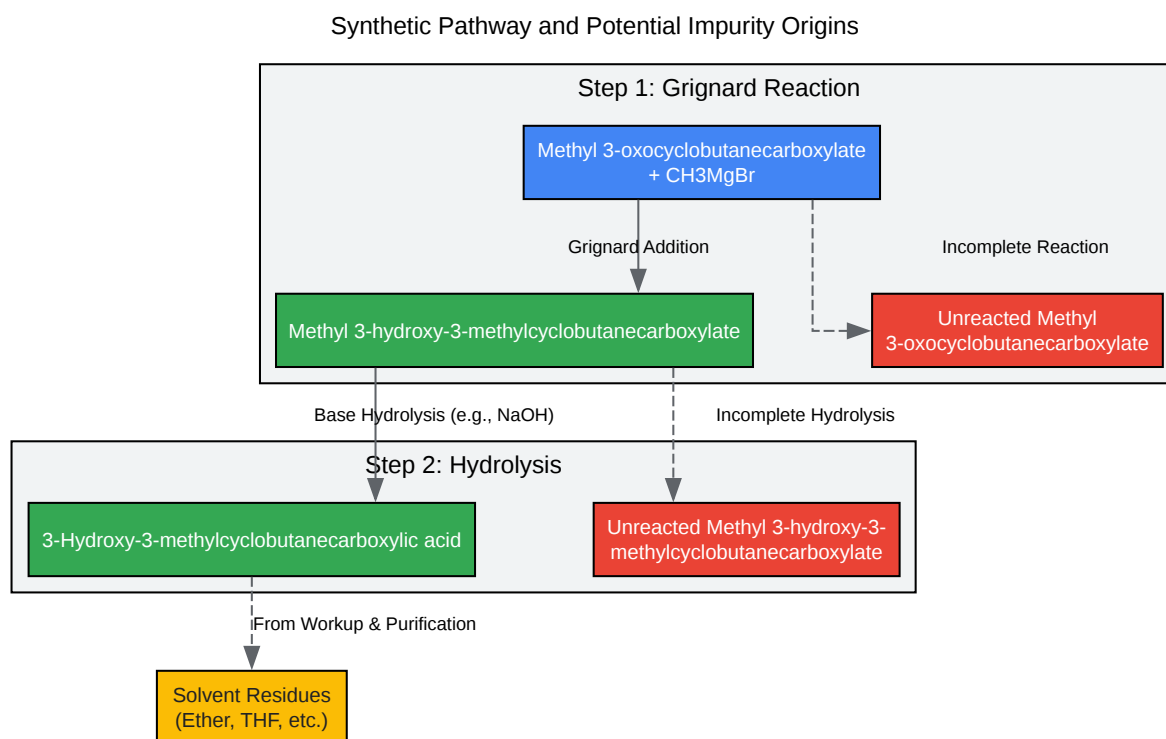 Synthetic Pathway and Potential Impurity Origins
Step 1: Grignard Reaction
Methyl 3-oxocyclobutanecarboxylate
+ CH3MgBr
Grignard Addition
Incomplete Reaction
Methyl 3-hydroxy-3-methylcyclobutanecarboxylate
Unreacted Methyl
3-oxocyclobutanecarboxylate
Base Hydrolysis (e.g., NaOH)
Incomplete Hydrolysis
Step 2: Hydrolysis
3-Hydroxy-3-methylcyclobutanecarboxylic acid
Unreacted Methyl 3-hydroxy-3-
methylcyclobutanecarboxylate
From Workup & Purification
Solvent Residues
(Ether, THF, etc.)